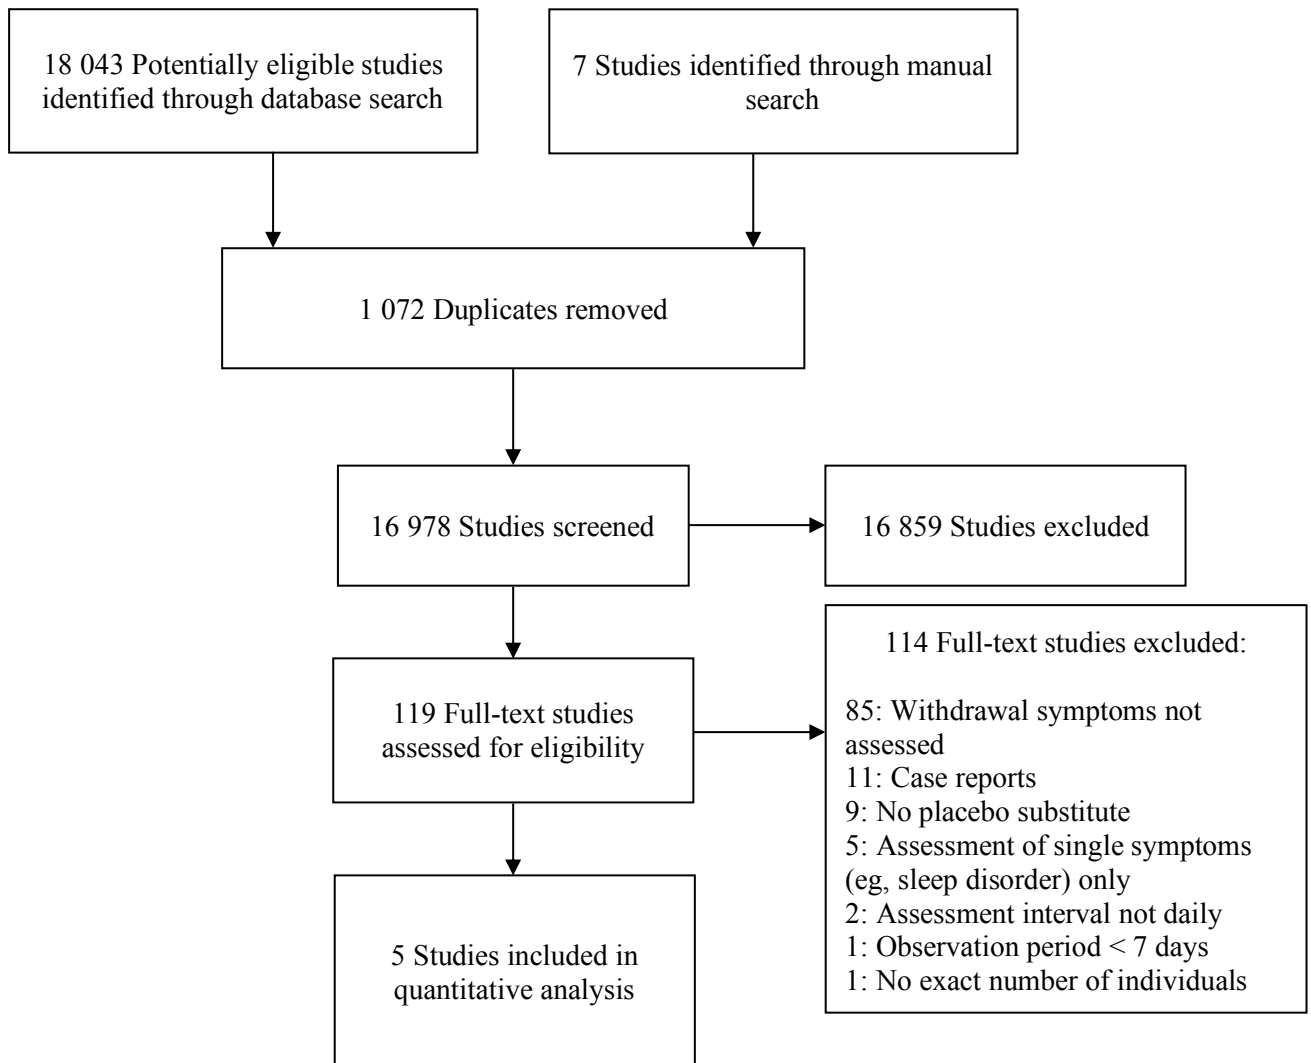 18 043 Potentially eligible studies
identified through database search
7 Studies identified through manual
search
1 072 Duplicates removed
16 978 Studies screened
16 859 Studies excluded
119 Full-text studies
assessed for eligibility
114 Full-text studies excluded:
85: Withdrawal symptoms not
assessed
11: Case reports
9: No placebo substitute
5: Assessment of single symptoms
(eg, sleep disorder) only
2: Assessment interval not daily
1: Observation period < 7 days
1: No exact number of individuals
5 Studies included in
quantitative analysis